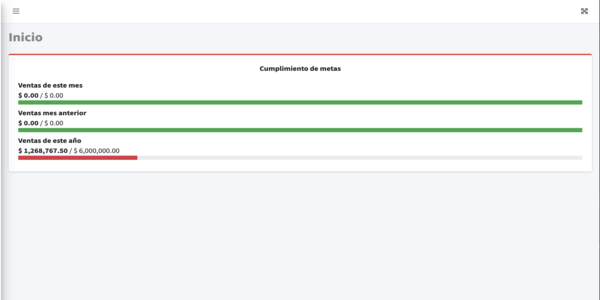 Inicio
Cumplimiento de metas
Ventas de este mes
$ 0.00 / $ 0.00
Ventas mes anterior
$ 0.00 / $ 0.00
Ventas de este año
$ 1,268,767.50 / $ 6,000,000.00